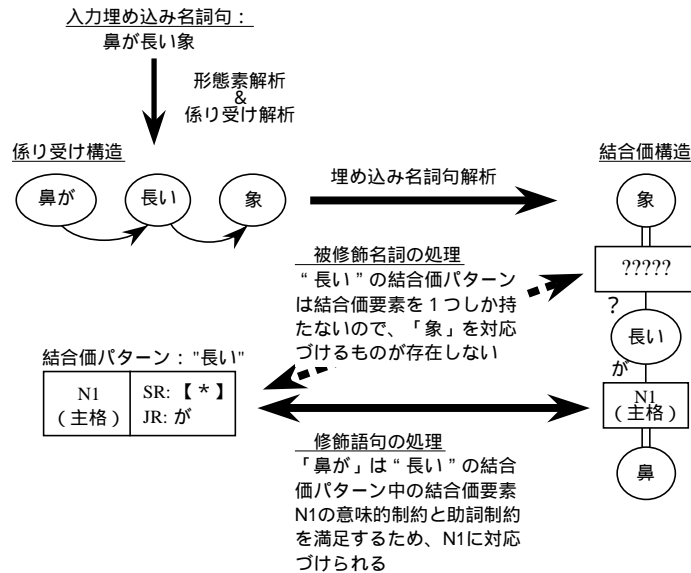 入力埋め込み名詞句：
鼻が長い象
形態素解析
&
係り受け解析
係り受け構造
鼻が
長い
象
埋め込み名詞句解析
結合価構造
象
?????
?
長い
が
N1
（主格）
鼻
被修飾名詞の処理
“長い”の結合価パターン
は結合価要素を１つしか持
たないので、「象」を対応
づけるものが存在しない
結合価パターン："長い"
N1
（主格）
SR:【＊】
JR: が
修飾語句の処理
「鼻が」は“長い”の結合
価パターン中の結合価要素
N1の意味的制約と助詞制約
を満足するため、N1に対応
づけられる